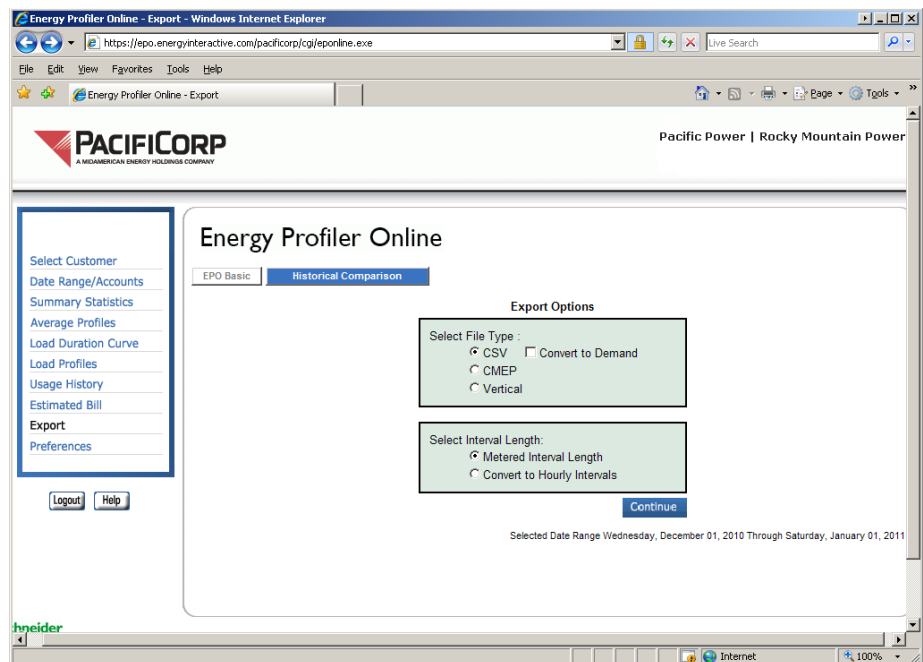 Energy Profiler Online - Export - Windows Internet Explorer
https://epo.energyinteractive.com/pacificorp/cgi/eponline.exe
Live Search
File Edit View Favorites Tools Help
Energy Profiler Online - Export
Page Tools »
PACIFICORP
A MIDAMERICAN ENERGY HOLDINGS COMPANY
Pacific Power | Rocky Mountain Power
Energy Profiler Online
EPO Basic
Historical Comparison
Select Customer
Date Range/Accounts
Summary Statistics
Average Profiles
Load Duration Curve
Load Profiles
Usage History
Estimated Bill
Export
Preferences
Logout Help
Export Options
Select File Type :
CSV Convert to Demand
CMEP
Vertical
Select Interval Length:
Metered Interval Length
Convert to Hourly Intervals
Continue
Selected Date Range Wednesday, December 01, 2010 Through Saturday, January 01, 2011
hneider
Internet 100%